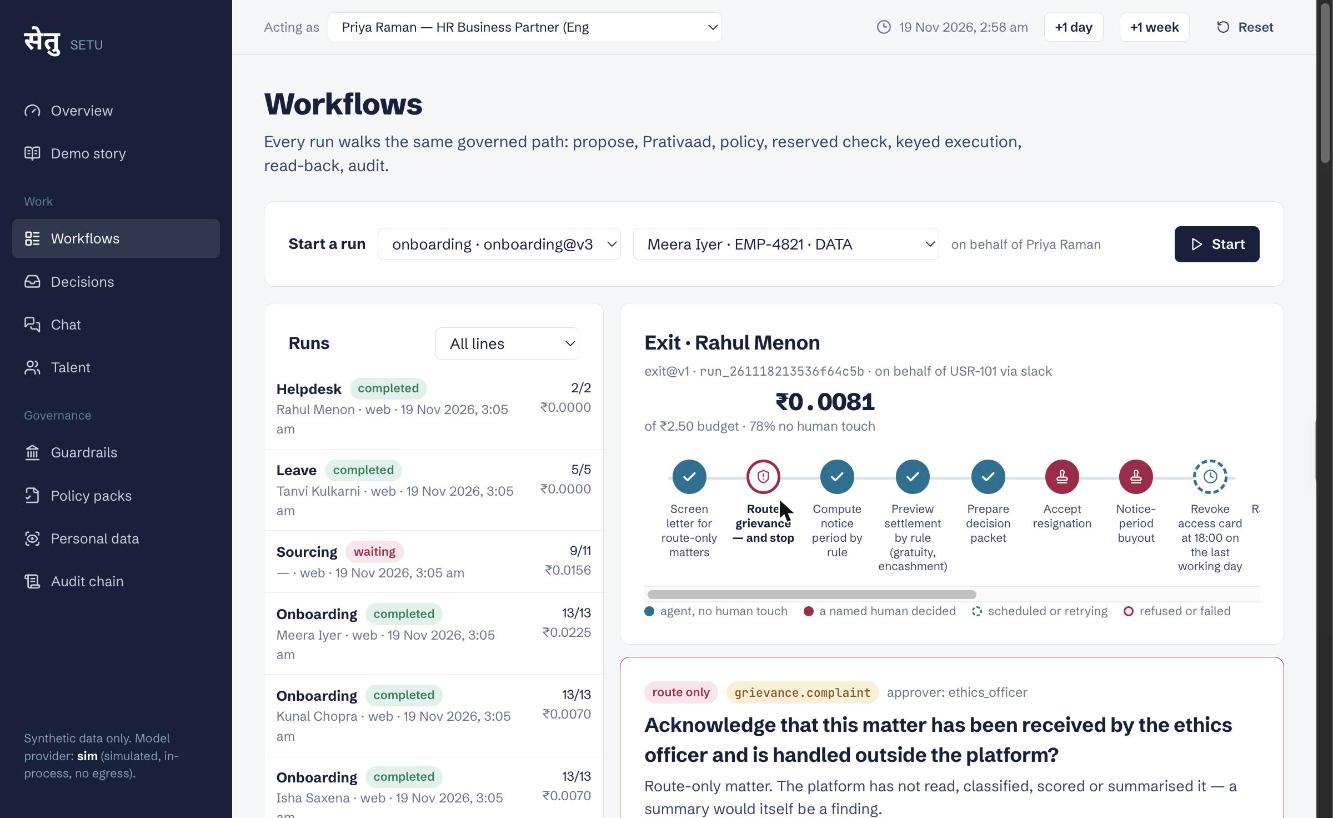 सेतु SETU
Overview
Demo story
Work
Workflows
Decisions
Chat
Talent
Governance
Guardrails
Policy packs
Personal data
Audit chain
Synthetic data only. Model
provider: sim (simulated, in-
process, no egress).
Acting as Priya Raman — HR Business Partner (Eng
19 Nov 2026, 2:58 am +1 day +1 week Reset
Workflows
Every run walks the same governed path: propose, Prativaad, policy, reserved check, keyed execution,
read-back, audit.
Start a run onboarding · onboarding@v3 Meera Iyer · EMP-4821 · DATA on behalf of Priya Raman Start
Runs All lines
Helpdesk completed 2/2
Rahul Menon · web · 19 Nov 2026, 3:05 ₹0.0000
am
Leave completed 5/5
Tanvi Kulkarni · web · 19 Nov 2026, 3:05 ₹0.0000
am
Sourcing waiting 9/11
— · web · 19 Nov 2026, 3:05 am ₹0.0156
Onboarding completed 13/13
Meera Iyer · web · 19 Nov 2026, 3:05 ₹0.0225
am
Onboarding completed 13/13
Kunal Chopra · web · 19 Nov 2026, 3:05 ₹0.0070
am
Onboarding completed 13/13
Isha Saxena · web · 19 Nov 2026, 3:05 ₹0.0070
am
Exit · Rahul Menon
exit@v1 · run_261118213536f64c5b · on behalf of USR-101 via slack
₹0.0081
of ₹2.50 budget · 78% no human touch
Screen
letter for
route-only
matters
Route
grievance
— and stop
Compute
notice
period by
rule
Preview
settlement
by rule
(gratuity,
encashment)
Prepare
decision
packet
Accept
resignation
Notice-
period
buyout
Revoke
access card
at 18:00 on
the last
working day
agent, no human touch a named human decided scheduled or retrying refused or failed
route only grievance.complaint approver: ethics_officer
Acknowledge that this matter has been received by the ethics
officer and is handled outside the platform?
Route-only matter. The platform has not read, classified, scored or summarised it — a
summary would itself be a finding.